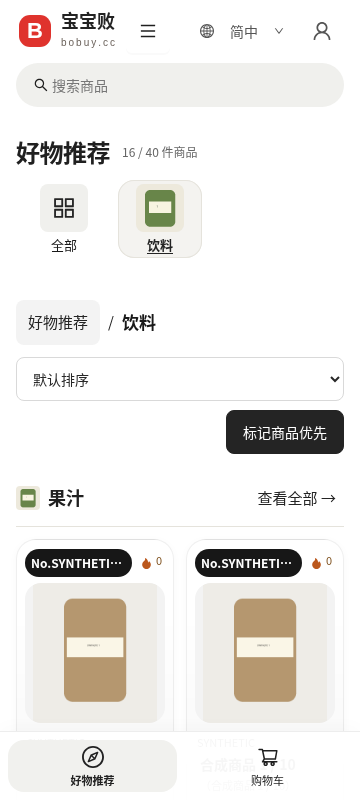 B 宝宝败
bobuy.cc
简中
搜索商品
好物推荐 16 / 40 件商品
全部
饮料
好物推荐 / 饮料
默认排序
标记商品优先
果汁
查看全部 →
No.SYNTHETI… 0
No.SYNTHETI… 0
好物推荐
购物车